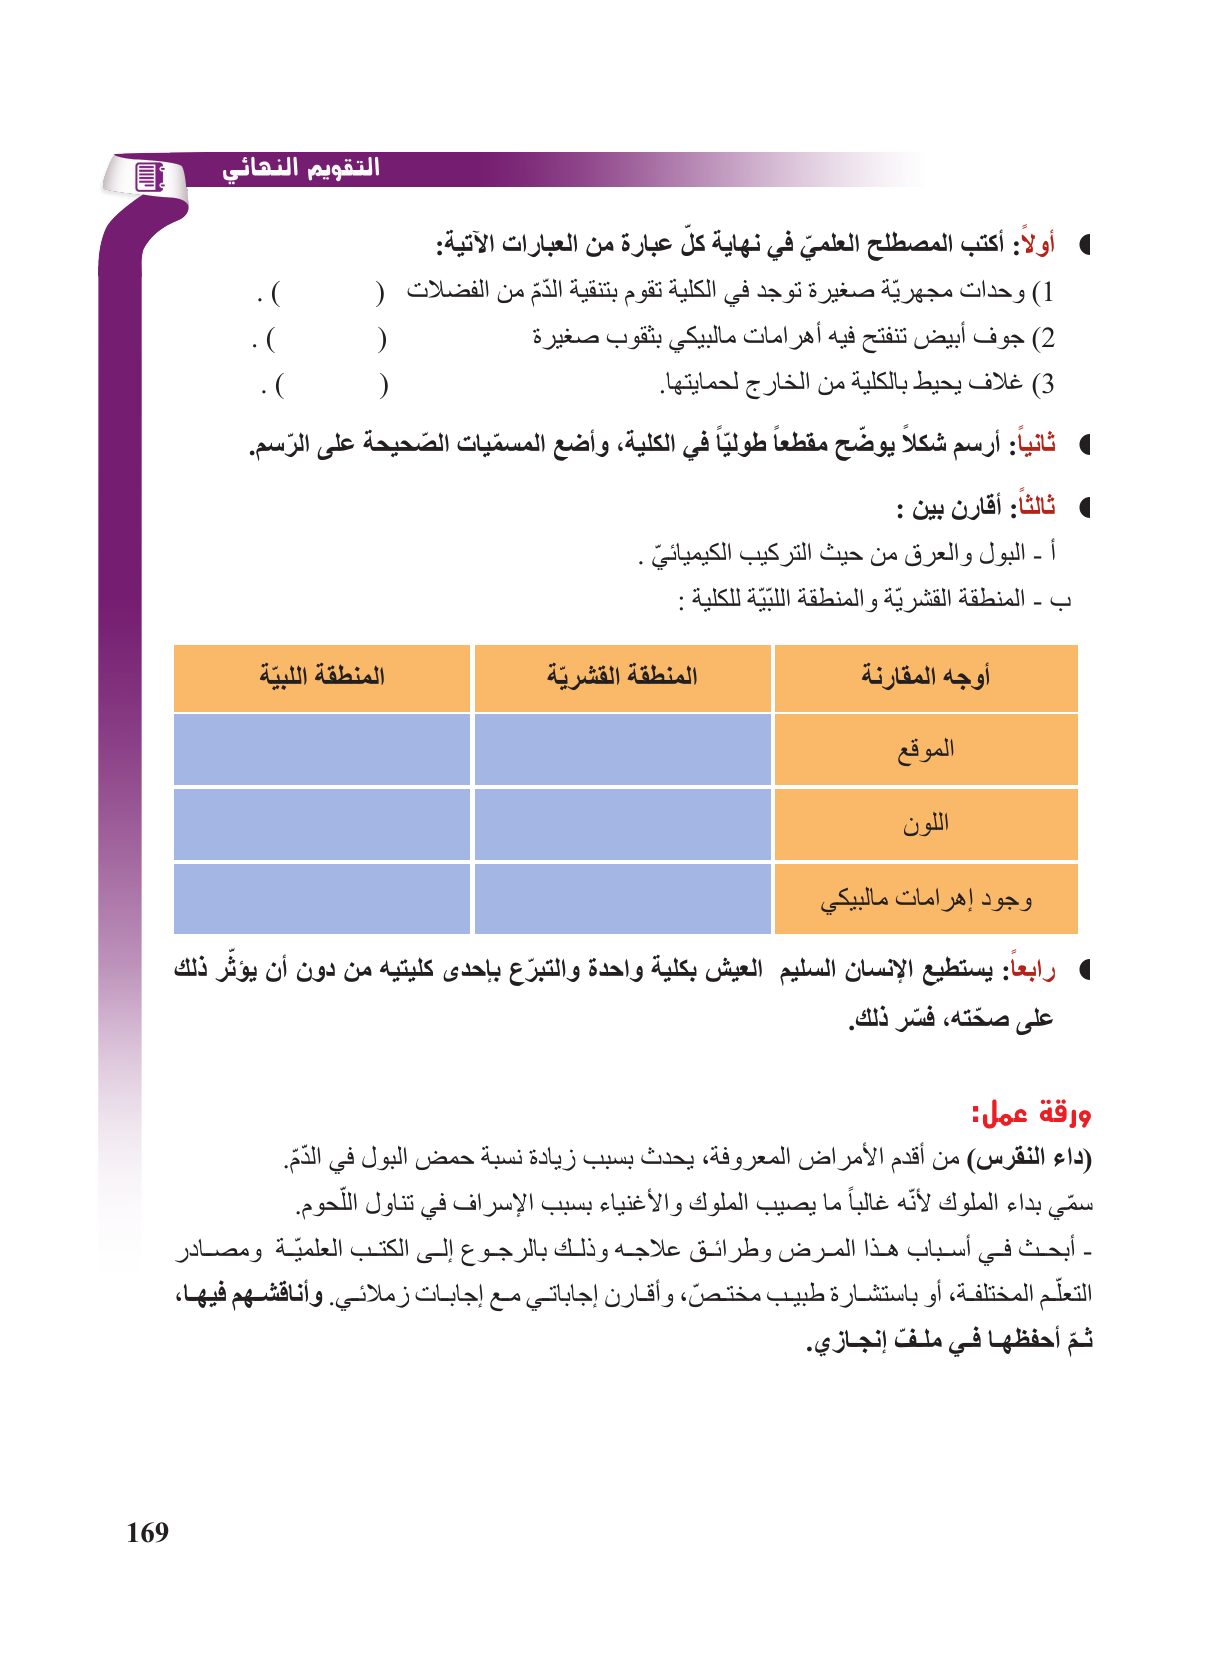 التقويم النهائي
أولاً: أكتب المصطلح العلميّ في نهاية كلّ عبارة من العبارات الآتية:
1) وحدات مجهريّة صغيرة توجد في الكلية تقوم بتنقية الدّمّ من الفضلات ( ) .
2) جوف أبيض تنفتح فيه أهرامات مالبيكي بثقوب صغيرة ( ) .
3) غلاف يحيط بالكلية من الخارج لحمايتها. ( ) .
ثانياً: أرسم شكلاً يوضّح مقطعاً طوليّاً في الكلية، وأضع المسمّيات الصّحيحة على الرّسم.
ثالثاً: أقارن بين :
أ - البول والعرق من حيث التركيب الكيميائيّ .
ب - المنطقة القشريّة والمنطقة اللبّيّة للكلية :
أوجه المقارنة المنطقة القشريّة المنطقة اللبيّة
الموقع
اللون
وجود إهرامات مالبيكي
رابعاً: يستطيع الإنسان السليم العيش بكلية واحدة والتبرّع بإحدى كليتيه من دون أن يؤثّر ذلك
على صحّته، فسّر ذلك.
ورقة عمل:
(داء النقرس) من أقدم الأمراض المعروفة، يحدث بسبب زيادة نسبة حمض البول في الدّمّ.
سمّي بداء الملوك لأنّه غالباً ما يصيب الملوك والأغنياء بسبب الإسراف في تناول اللّحوم.
- أبحث في أسباب هذا المرض وطرائق علاجه وذلك بالرجوع إلى الكتب العلميّة ومصادر
التعلّم المختلفة، أو باستشارة طبيب مختصّ، وأقارن إجاباتي مع إجابات زملائي. وأناقشهم فيها،
ثمّ أحفظها في ملفّ إنجازي.
169